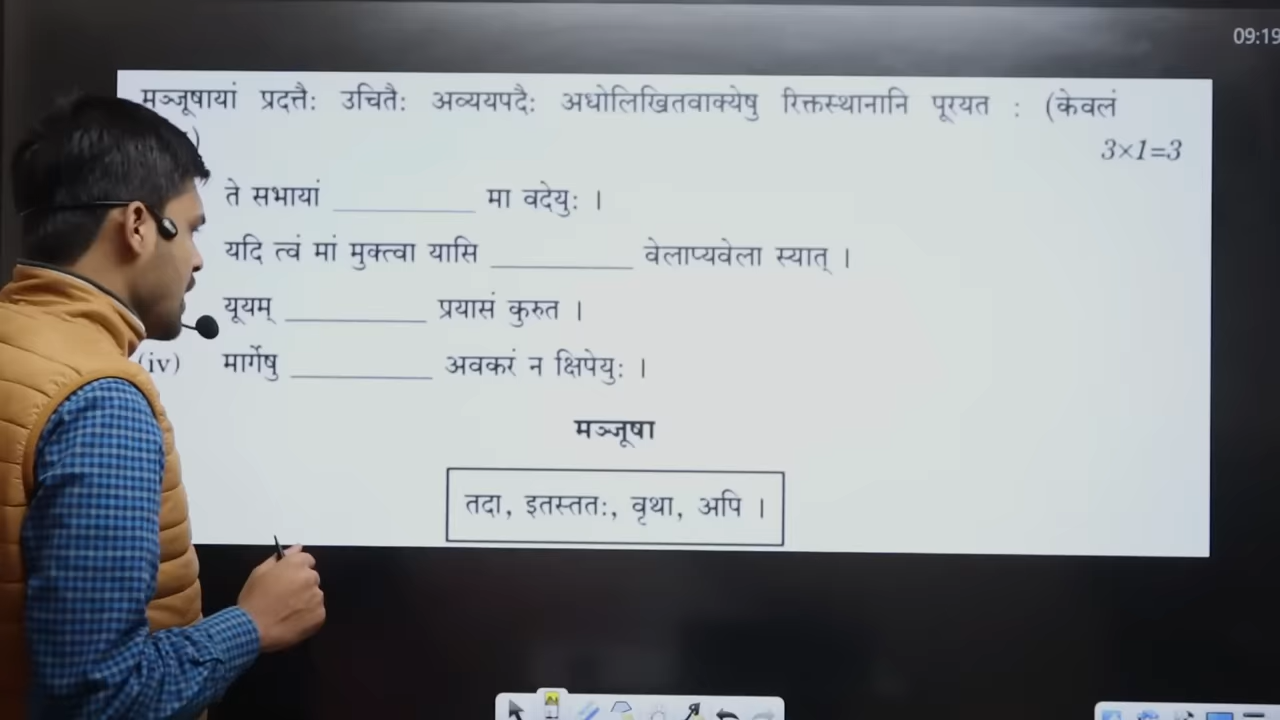 09:19
मञ्जूषायां प्रदत्तैः उचितैः अव्ययपदैः अधोलिखितवाक्येषु रिक्तस्थानानि पूरयत : (केवलं
)
3×1=3
ते सभायां __________ मा वदेयुः ।
यदि त्वं मां मुक्त्वा यासि __________ वेलाप्यवेला स्यात् ।
यूयम् __________ प्रयासं कुरुत ।
(iv) मार्गेषु __________ अवकरं न क्षिपेयुः ।
मञ्जूषा
तदा, इतस्ततः, वृथा, अपि ।